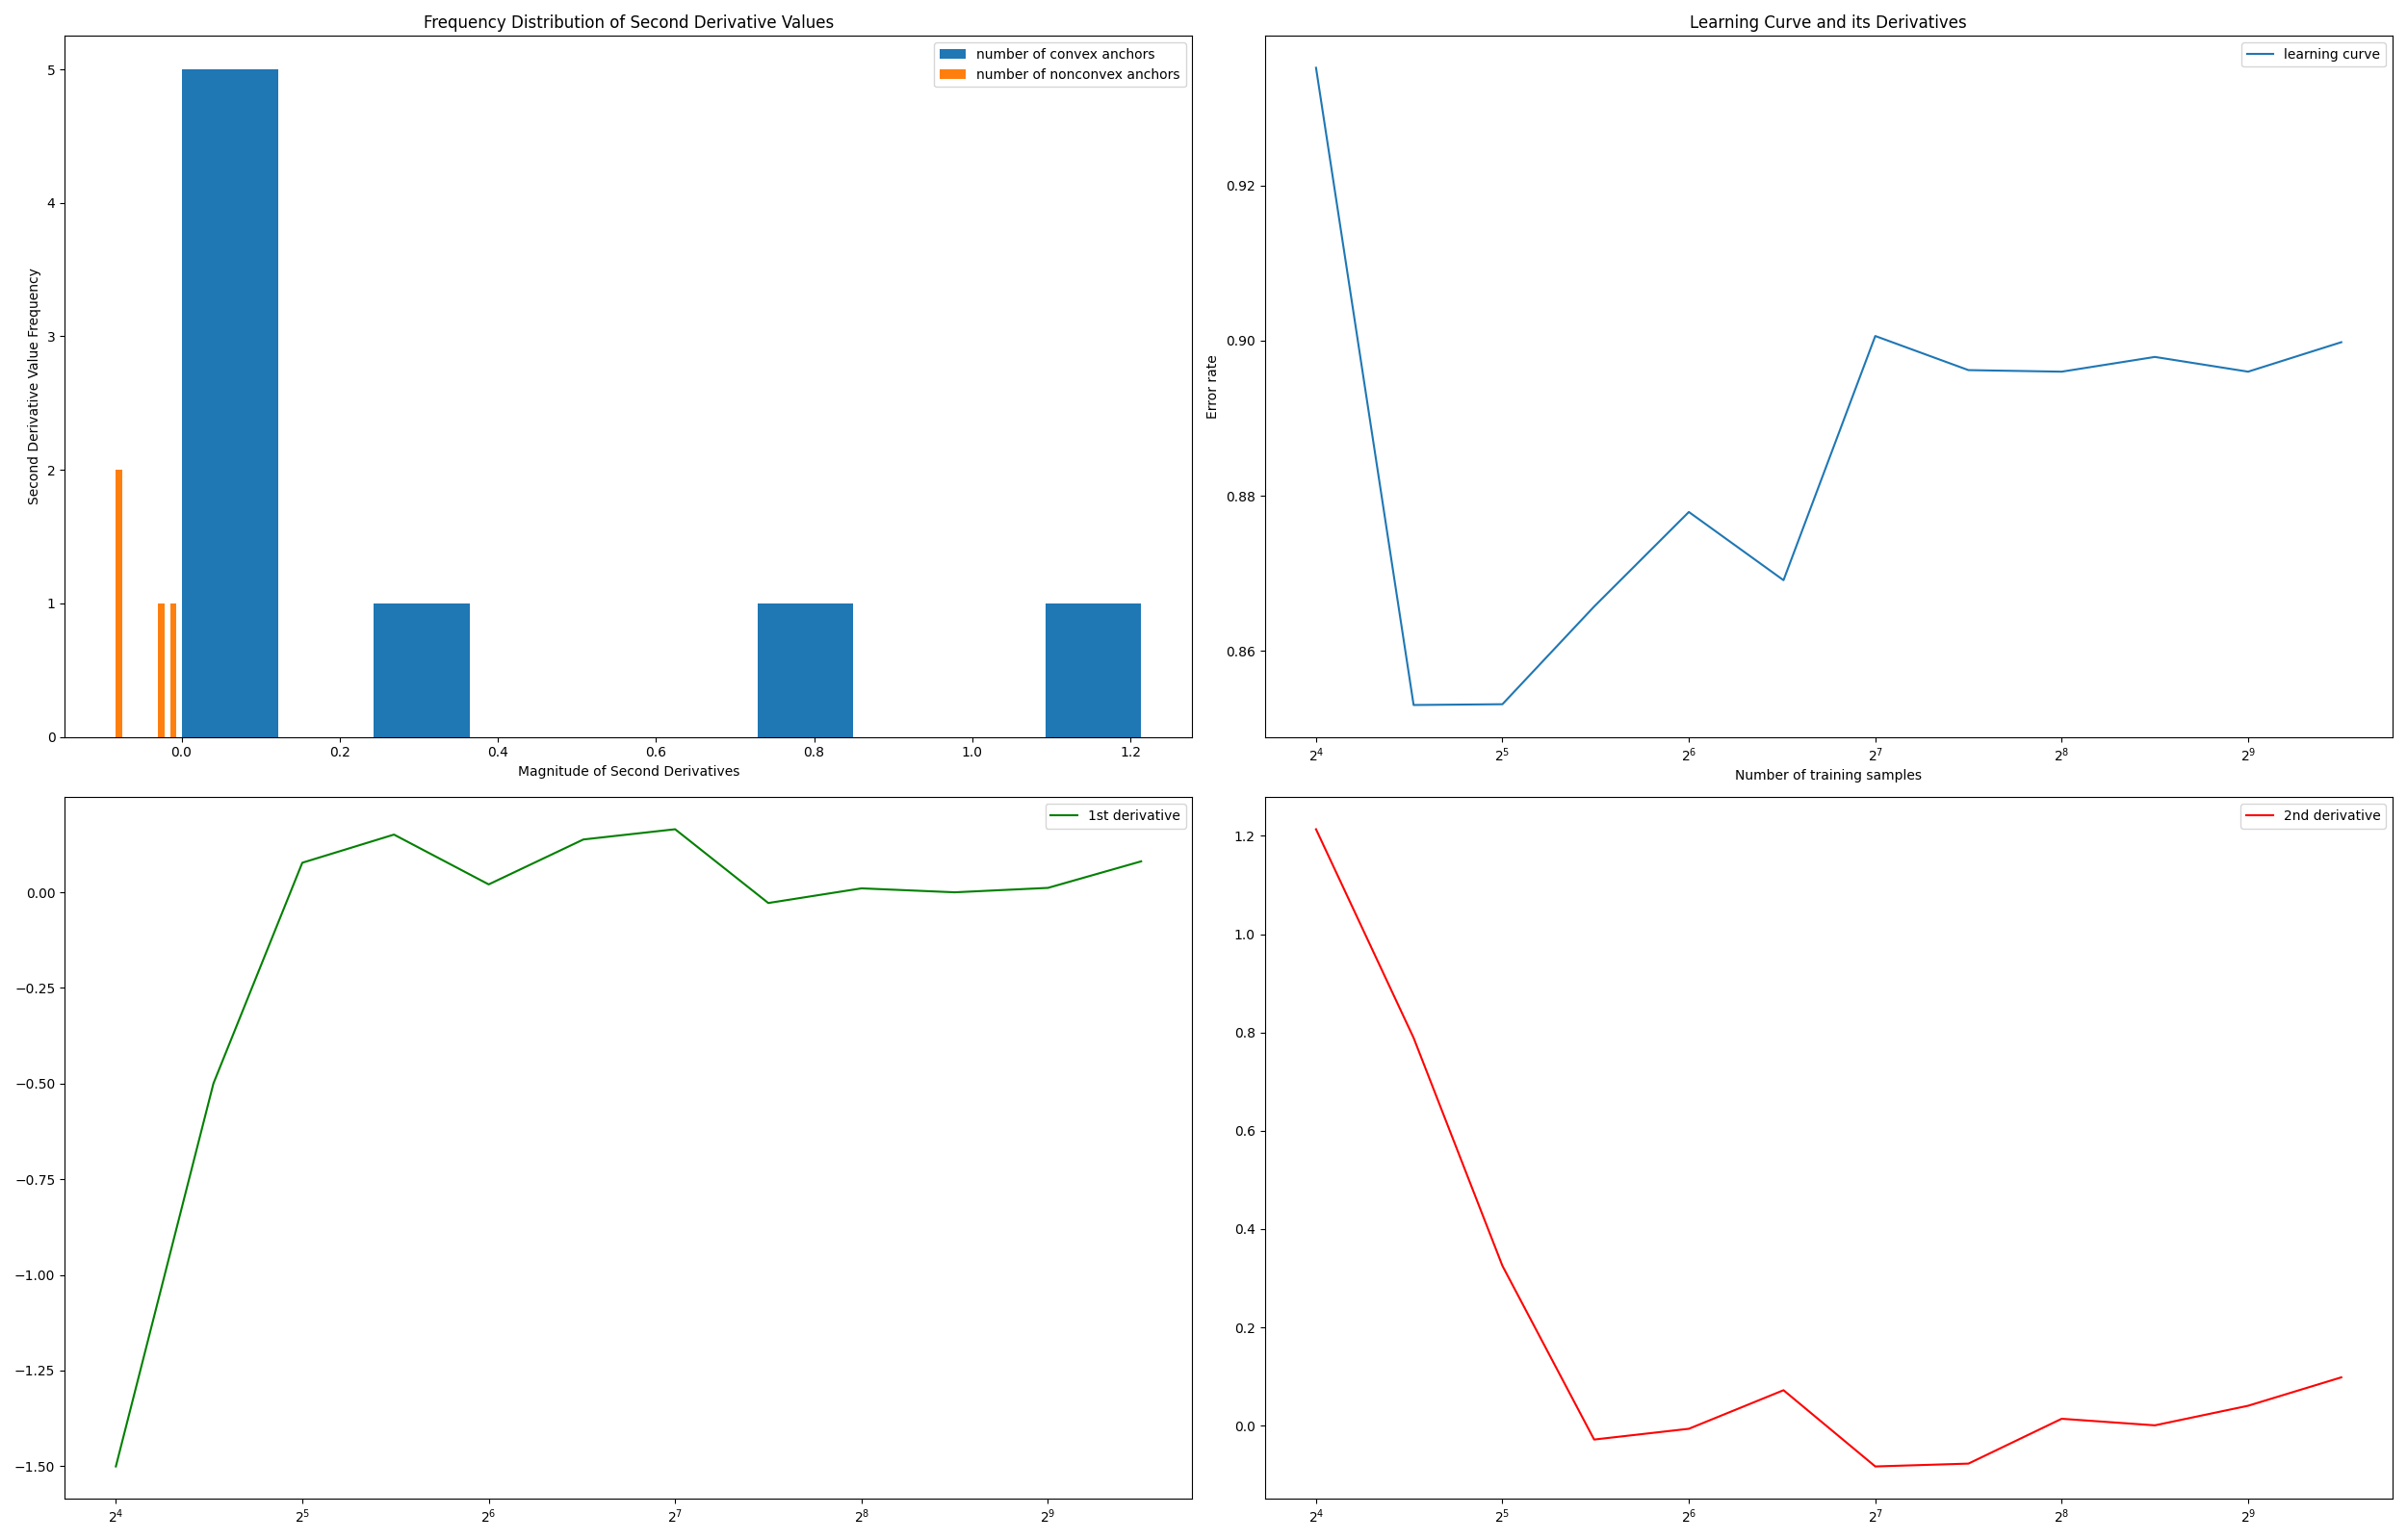 Frequency Distribution of Second Derivative Values
number of convex anchors
number of nonconvex anchors
Second Derivative Value Frequency
5
4
3
2
1
0
0.0 0.2 0.4 0.6 0.8 1.0 1.2
Magnitude of Second Derivatives
Learning Curve and its Derivatives
learning curve
Error rate
0.92
0.90
0.88
0.86
2⁴ 2⁵ 2⁶ 2⁷ 2⁸ 2⁹
Number of training samples
1st derivative
0.00
−0.25
−0.50
−0.75
−1.00
−1.25
−1.50
2⁴ 2⁵ 2⁶ 2⁷ 2⁸ 2⁹
2nd derivative
1.2
1.0
0.8
0.6
0.4
0.2
0.0
2⁴ 2⁵ 2⁶ 2⁷ 2⁸ 2⁹